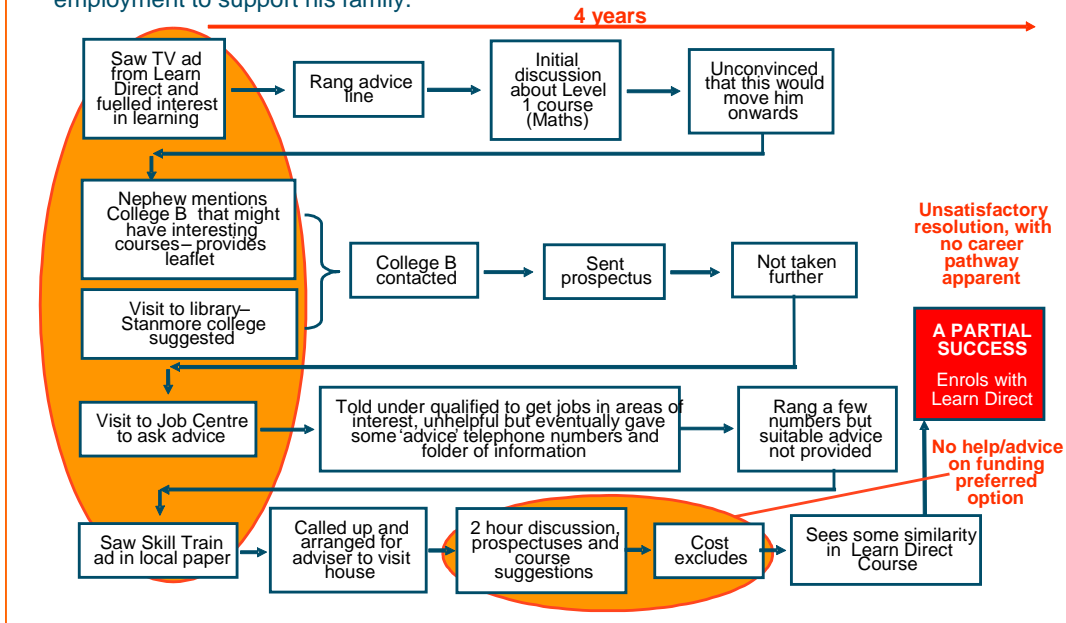 employment to support his family.
4 years
Saw TV ad
from Learn
Direct and
fuelled interest
in learning
Rang advice
line
Initial
discussion
about Level
1 course
(Maths)
Unconvinced
that this would
move him
onwards
Nephew mentions
College B that might
have interesting
courses– provides
leaflet
Visit to library–
Stanmore college
suggested
College B
contacted
Sent
prospectus
Not taken
further
Unsatisfactory
resolution, with
no career
pathway
apparent
A PARTIAL
SUCCESS
Enrols with
Learn Direct
Visit to Job Centre
to ask advice
Told under qualified to get jobs in areas of
interest, unhelpful but eventually gave
some ‘advice’ telephone numbers and
folder of information
Rang a few
numbers but
suitable advice
not provided
No help/advice
on funding
preferred
option
Saw Skill Train
ad in local paper
Called up and
arranged for
adviser to visit
house
2 hour discussion,
prospectuses and
course
suggestions
Cost
excludes
Sees some similarity
in Learn Direct
Course